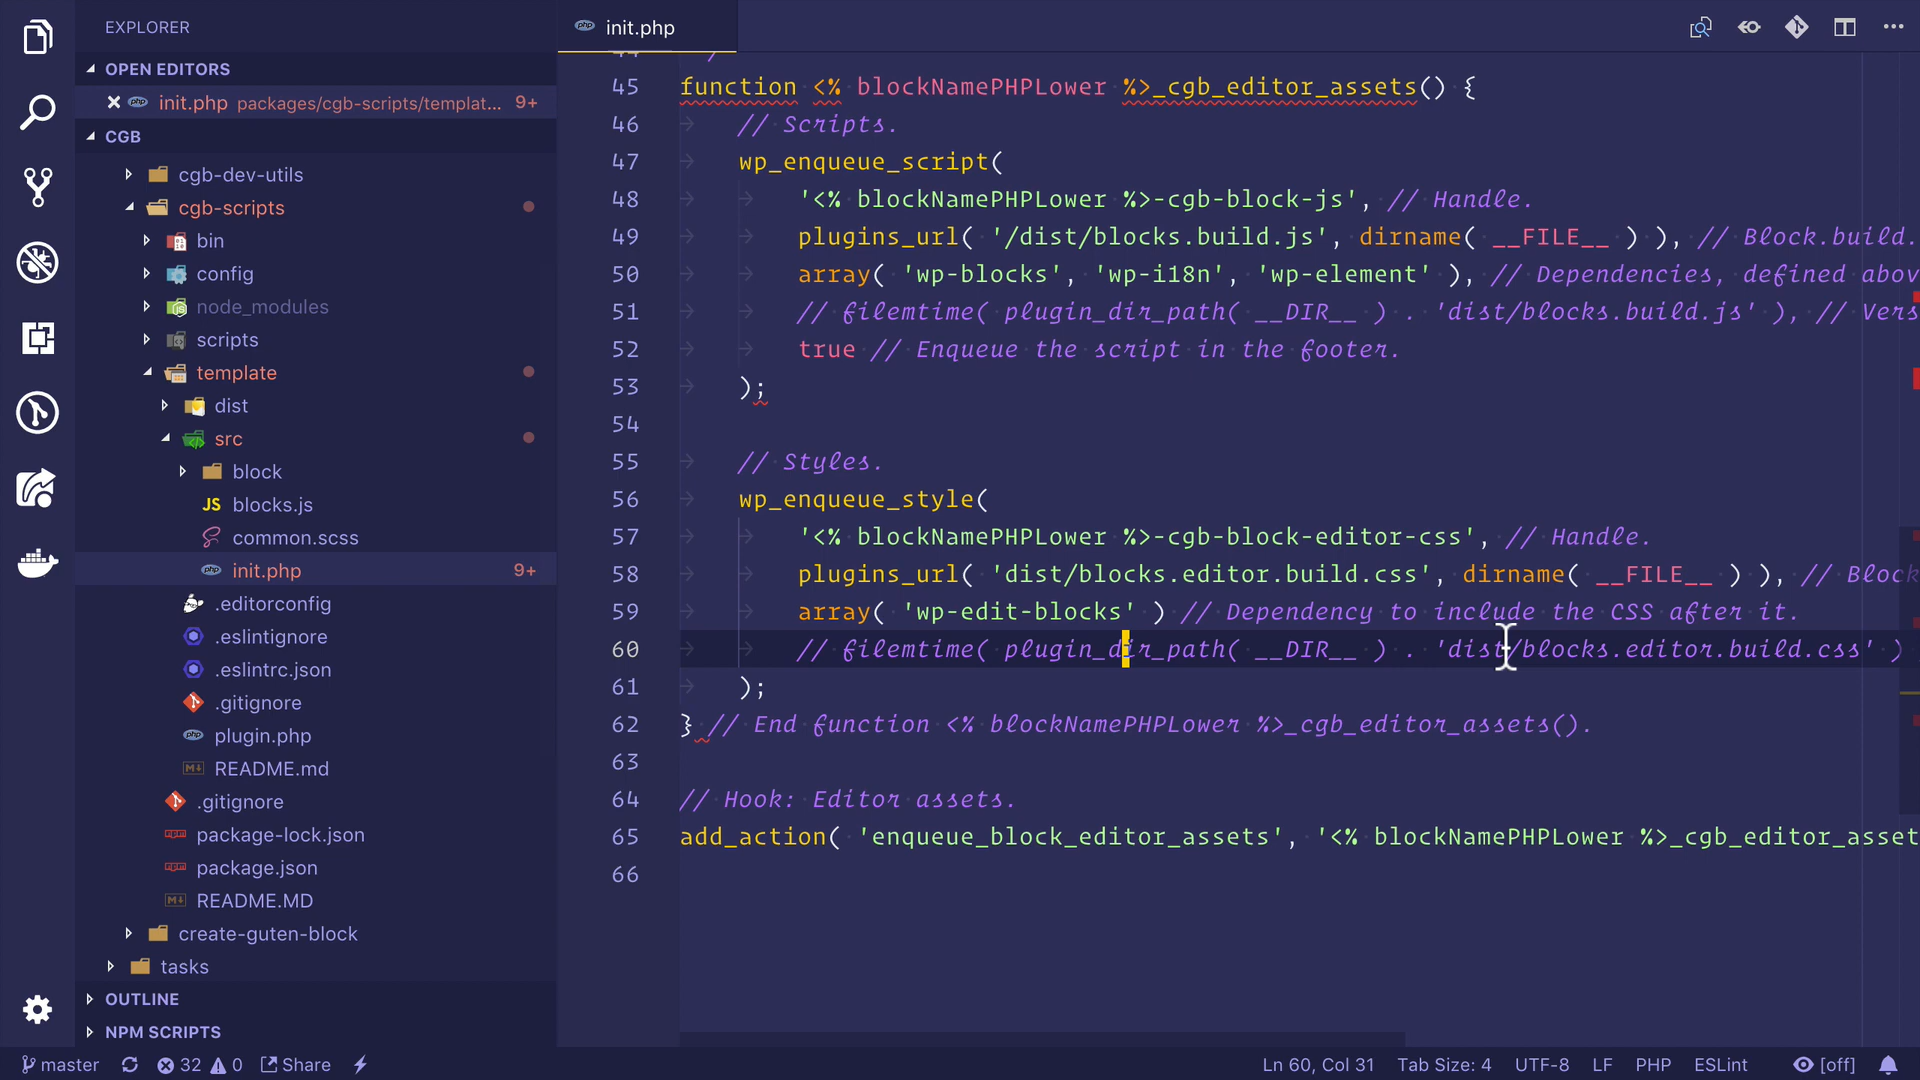 EXPLORER
OPEN EDITORS
init.php packages/cgb-scripts/templat... 9+
CGB
cgb-dev-utils
cgb-scripts
bin
config
node_modules
scripts
template
dist
src
block
JS blocks.js
common.scss
php init.php 9+
.editorconfig
.eslintignore
.eslintrc.json
.gitignore
plugin.php
README.md
.gitignore
package-lock.json
package.json
README.MD
create-guten-block
tasks
OUTLINE
NPM SCRIPTS
php init.php
45 function <% blockNamePHPLower %>_cgb_editor_assets() {
46 // Scripts.
47 wp_enqueue_script(
48 '<% blockNamePHPLower %>-cgb-block-js', // Handle.
49 plugins_url( '/dist/blocks.build.js', dirname( __FILE__ ) ), // Block.build.
50 array( 'wp-blocks', 'wp-i18n', 'wp-element' ), // Dependencies, defined abov
51 // filemtime( plugin_dir_path( __DIR__ ) . 'dist/blocks.build.js' ), // Vers
52 true // Enqueue the script in the footer.
53 );
54
55 // Styles.
56 wp_enqueue_style(
57 '<% blockNamePHPLower %>-cgb-block-editor-css', // Handle.
58 plugins_url( 'dist/blocks.editor.build.css', dirname( __FILE__ ) ), // Block
59 array( 'wp-edit-blocks' ) // Dependency to include the CSS after it.
60 // filemtime( plugin_dir_path( __DIR__ ) . 'dist/blocks.editor.build.css' )
61 );
62 } // End function <% blockNamePHPLower %>_cgb_editor_assets().
63
64 // Hook: Editor assets.
65 add_action( 'enqueue_block_editor_assets', '<% blockNamePHPLower %>_cgb_editor_asset
66
master 32 0 Share Ln 60, Col 31 Tab Size: 4 UTF-8 LF PHP ESLint [off]